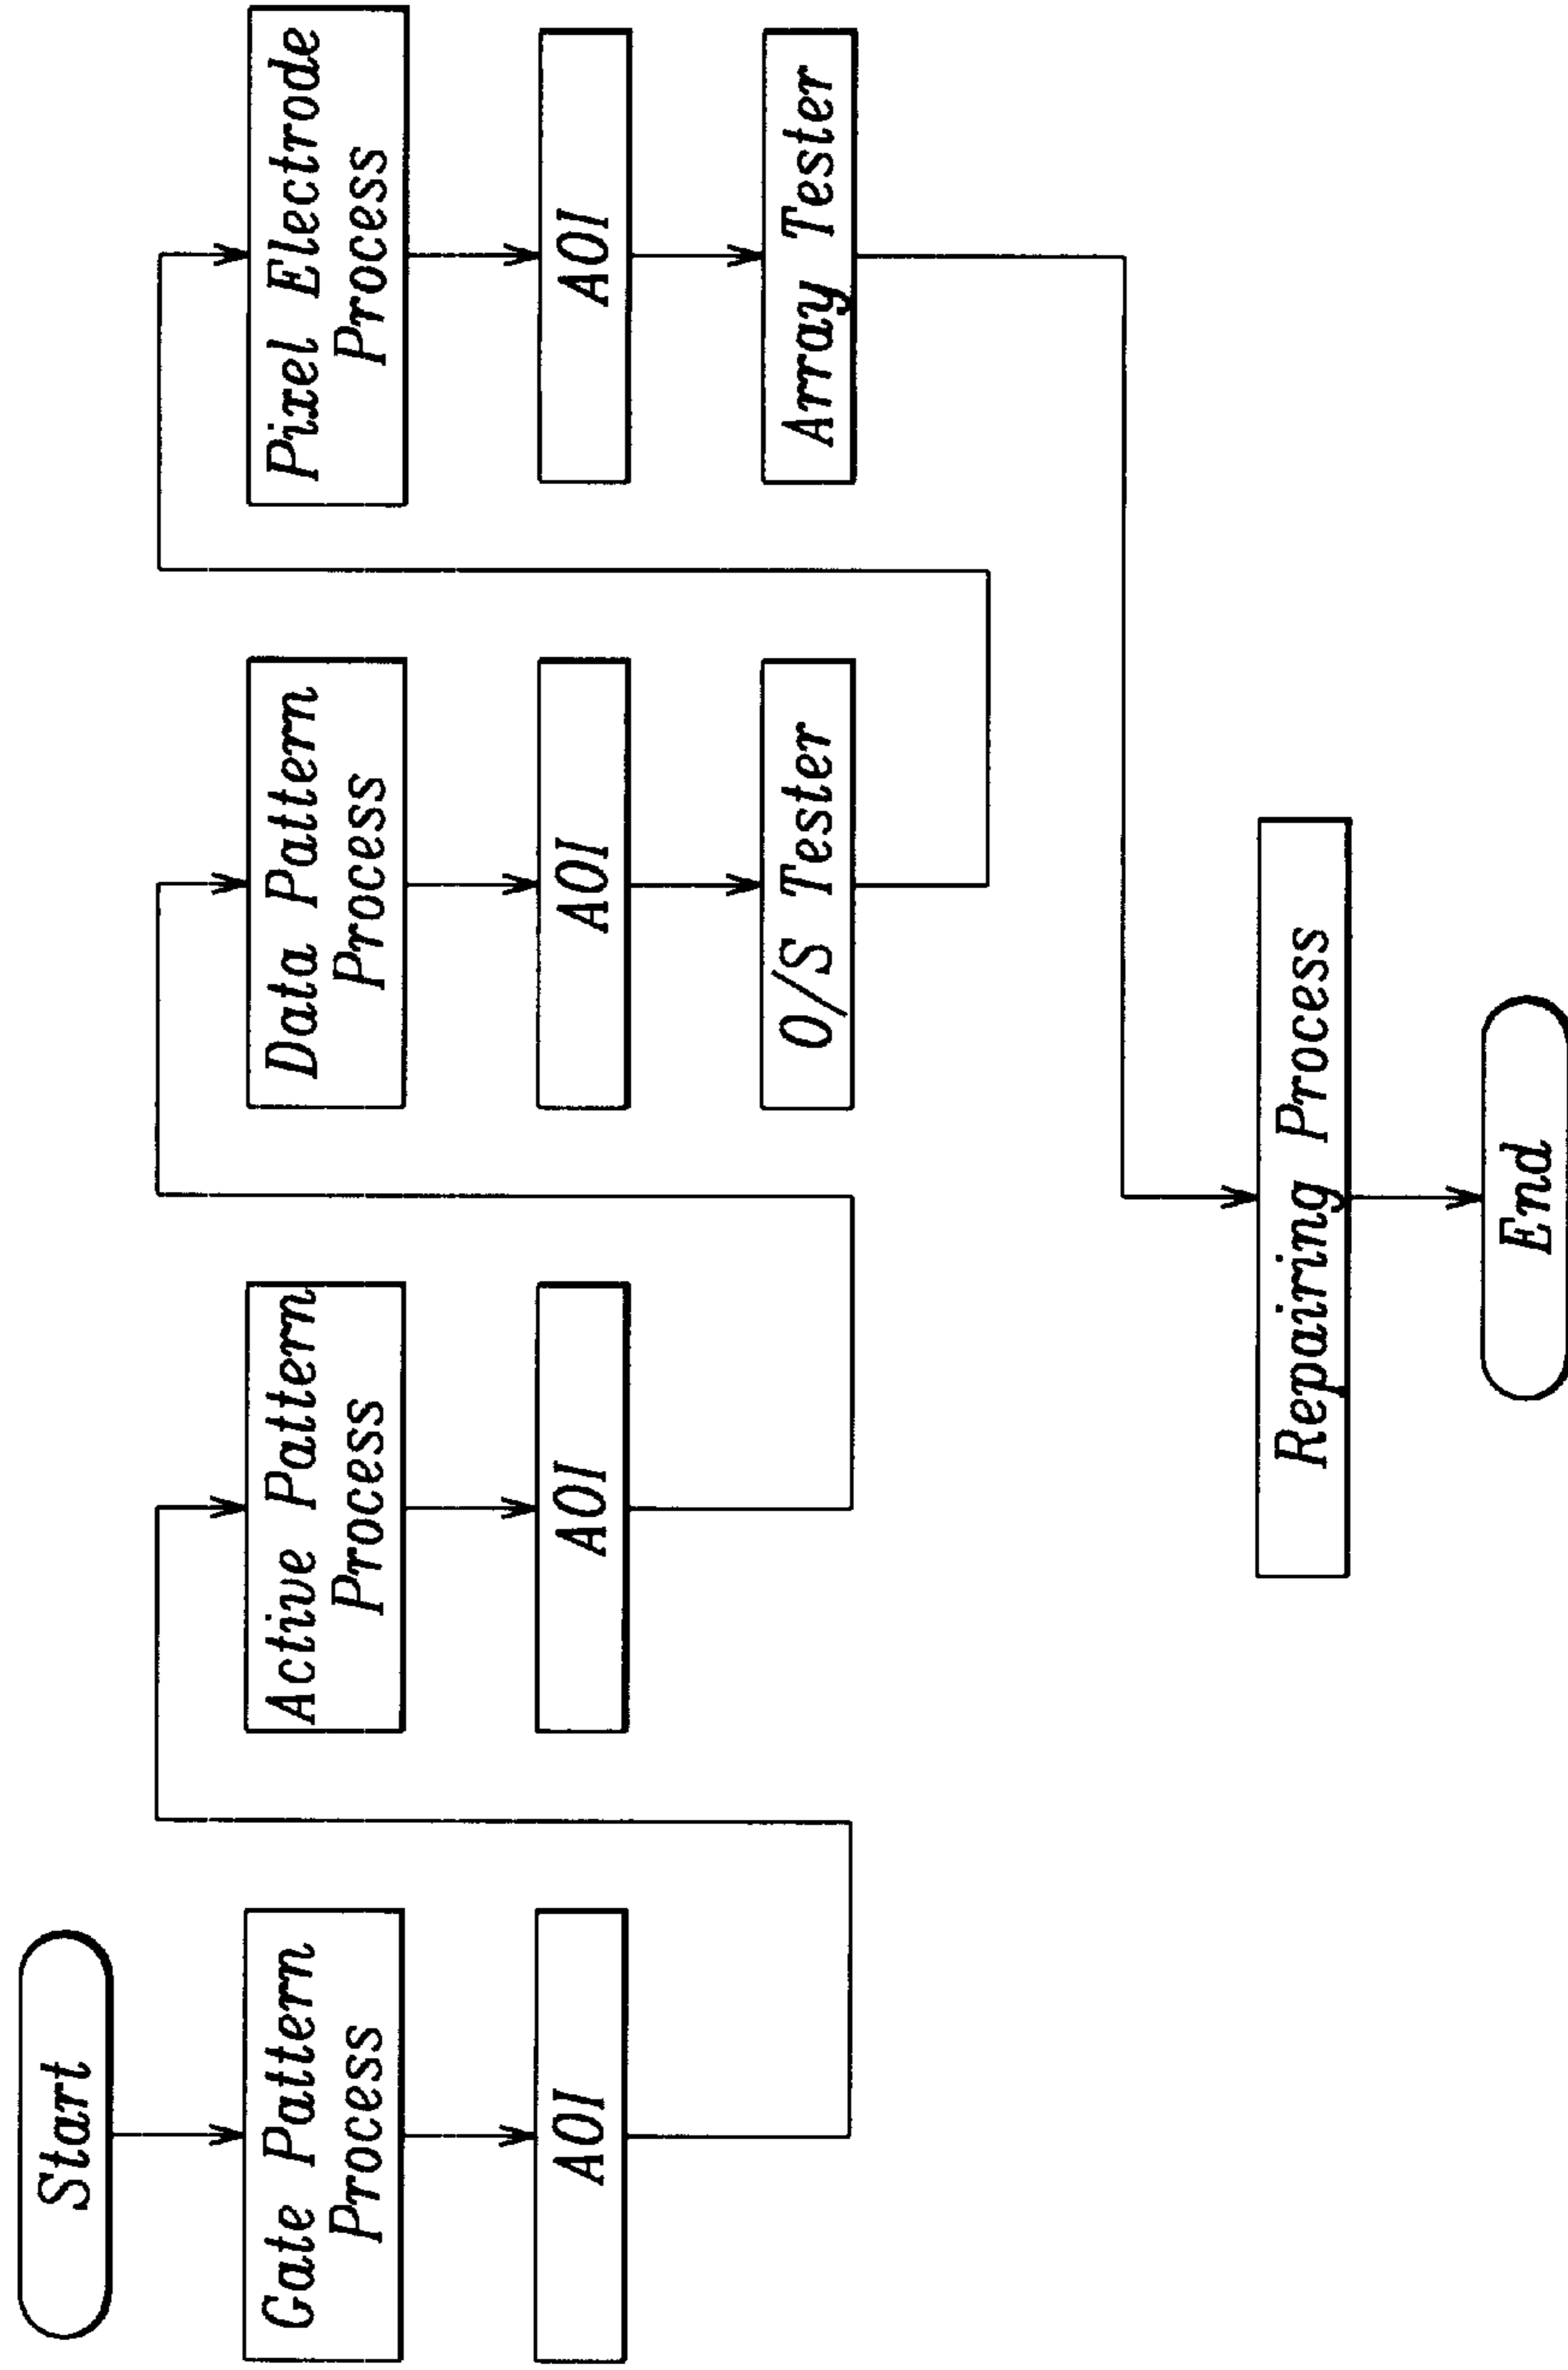 Start
Gate Pattern
Process
AOI
Active Pattern
Process
AOI
Data Pattern
Process
AOI
O/S Tester
Pixel Electrode
Process
AOI
Array Tester
Repairing Process
End